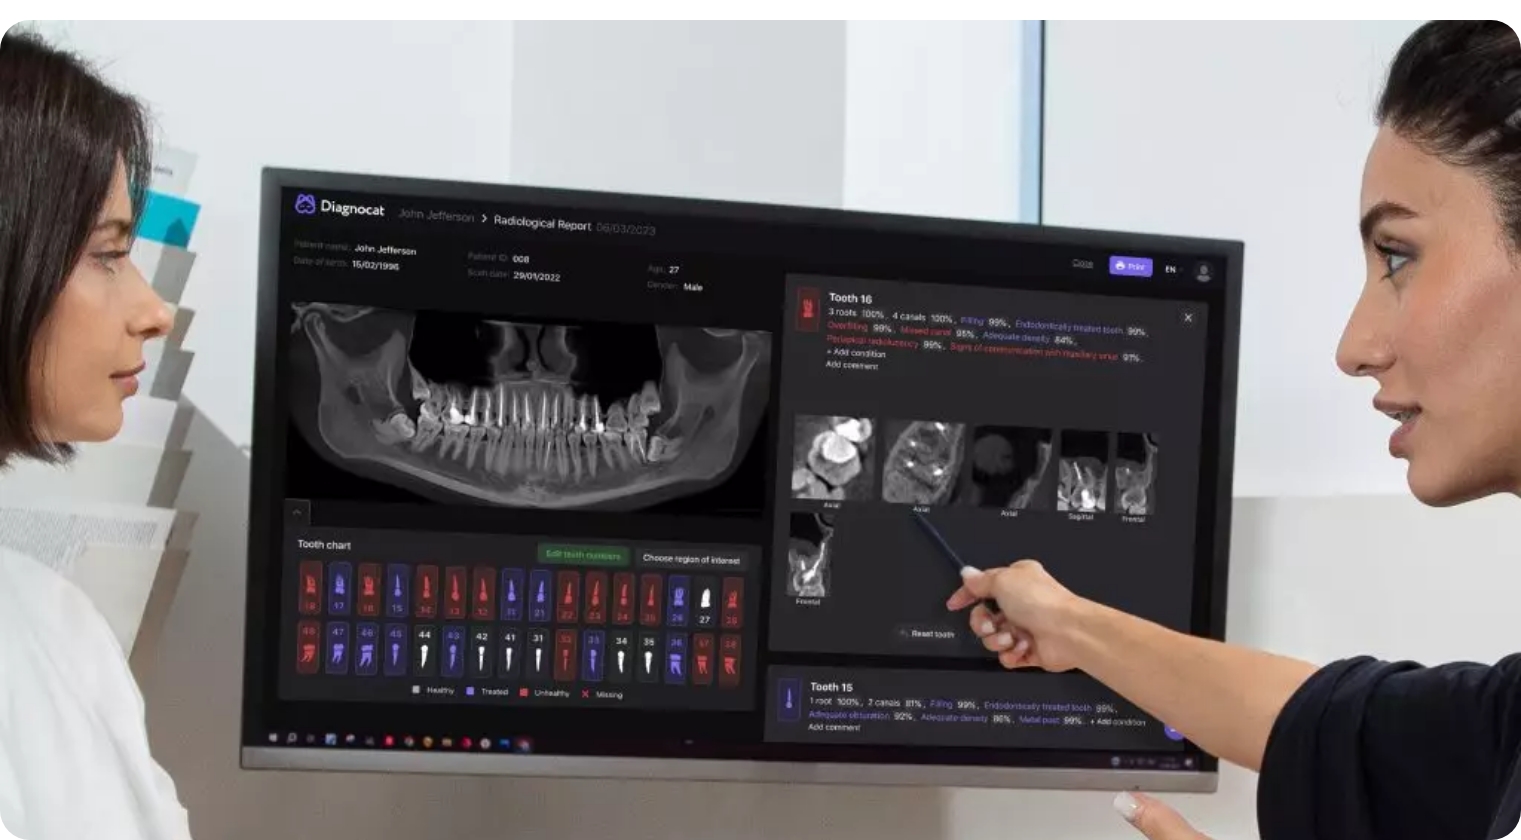 Diagnocat John Jefferson > Radiological Report 06/03/2023
Patient name: John Jefferson
Date of birth: 15/02/1996
Patient ID: 008
Scan date: 29/01/2022
Age: 27
Gender: Male
Close
Print
EN
Tooth 16
3 roots 100%, 4 canals 100%, Filling 99%, Endodontically treated tooth 99%,
Overfilling 99%, Missed canal 95%, Adequate density 84%,
Periapical radiolucency 99%, Signs of communication with maxillary sinus 91%,
+ Add condition
Add comment
Axial
Axial
Axial
Sagittal
Frontal
Frontal
Reset tooth
Tooth chart
Edit tooth numbers
Choose region of interest
18 17 16 15 14 13 12 11 21 22 23 24 25 26 27 28
48 47 46 45 44 43 42 41 31 32 33 34 35 36 37 38
Healthy Treated Unhealthy Missing
Tooth 15
1 root 100%, 2 canals 81%, Filling 99%, Endodontically treated tooth 99%,
Adequate obturation 92%, Adequate density 86%, Metal post 99%, + Add condition
Add comment